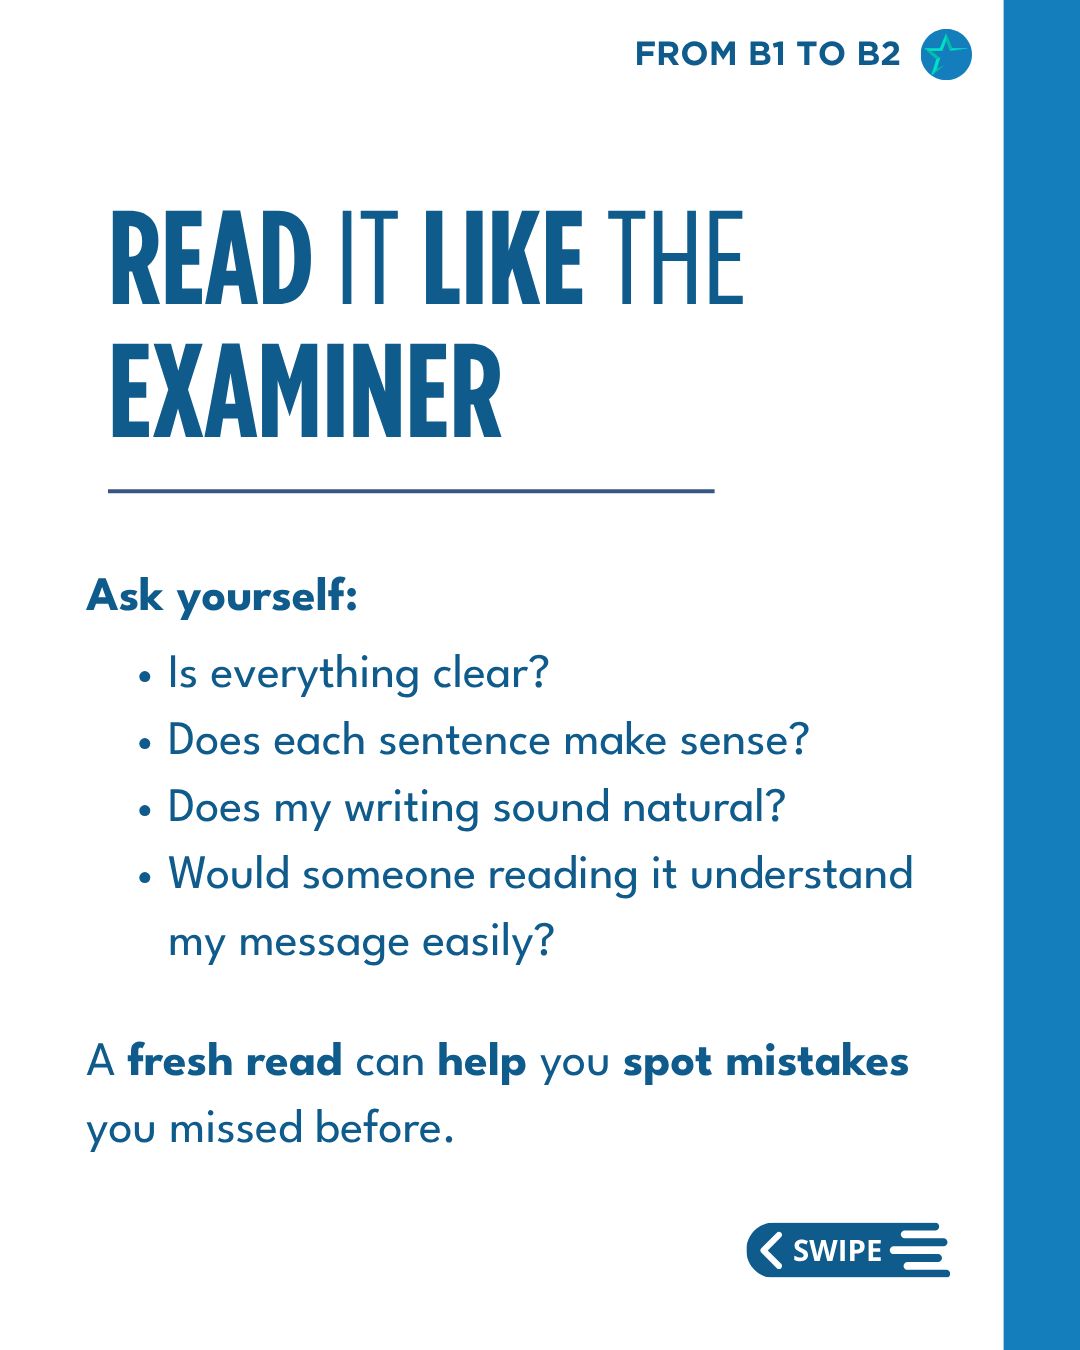 FROM B1 TO B2
READ IT LIKE THE
EXAMINER
Ask yourself:
• Is everything clear?
• Does each sentence make sense?
• Does my writing sound natural?
• Would someone reading it understand
my message easily?
A fresh read can help you spot mistakes
you missed before.
SWIPE